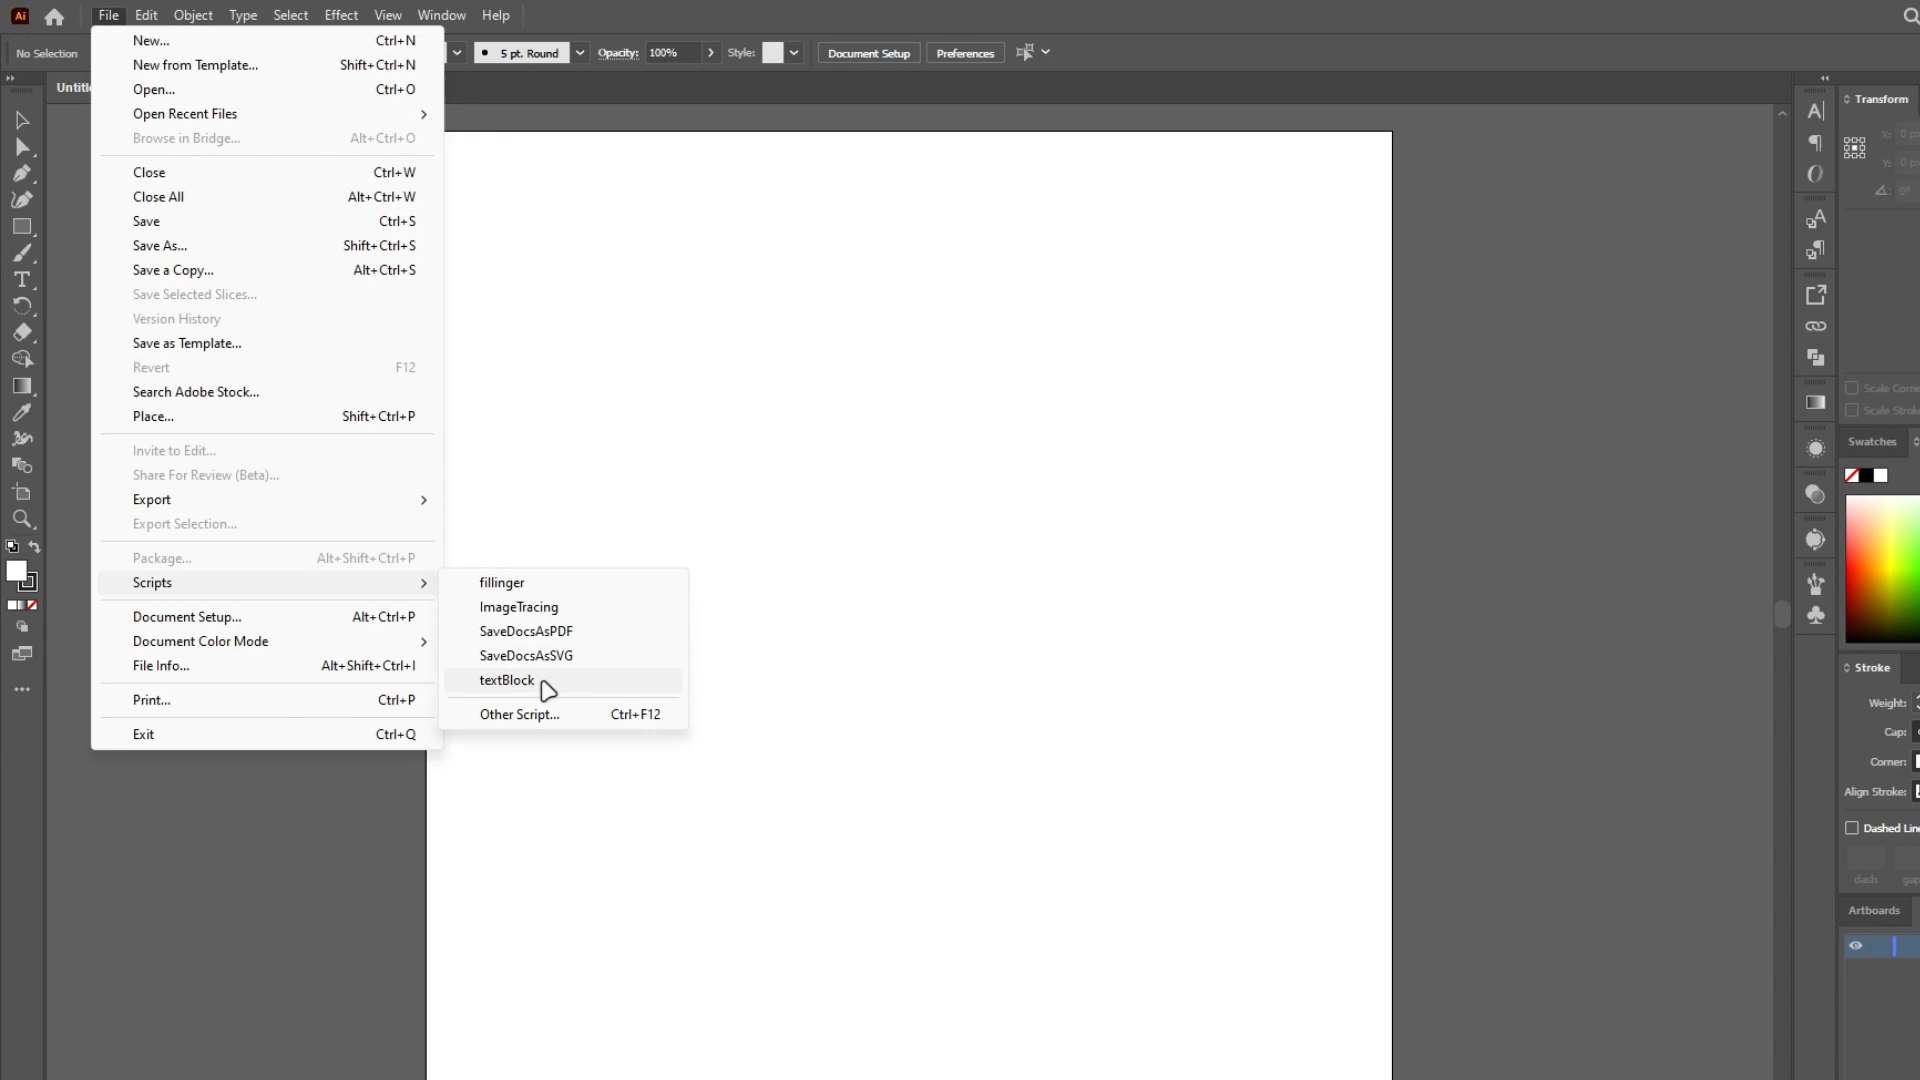 Ai
File Edit Object Type Select Effect View Window Help
No Selection
5 pt. Round
Opacity: 100%
Style:
Document Setup
Preferences
New... Ctrl+N
New from Template... Shift+Ctrl+N
Open... Ctrl+O
Open Recent Files
Browse in Bridge... Alt+Ctrl+O
Close Ctrl+W
Close All Alt+Ctrl+W
Save Ctrl+S
Save As... Shift+Ctrl+S
Save a Copy... Alt+Ctrl+S
Save Selected Slices...
Version History
Save as Template...
Revert F12
Search Adobe Stock...
Place... Shift+Ctrl+P
Invite to Edit...
Share For Review (Beta)...
Export
Export Selection...
Package... Alt+Shift+Ctrl+P
Scripts
Document Setup... Alt+Ctrl+P
Document Color Mode
File Info... Alt+Shift+Ctrl+I
Print... Ctrl+P
Exit Ctrl+Q
fillinger
ImageTracing
SaveDocsAsPDF
SaveDocsAsSVG
textBlock
Other Script... Ctrl+F12
Transform
X: 0 px
Y: 0 px
0°
Scale
Scale
Swatches
Stroke
Weight:
Cap:
Corner:
Align Stroke:
Dashed
dash
Artboards